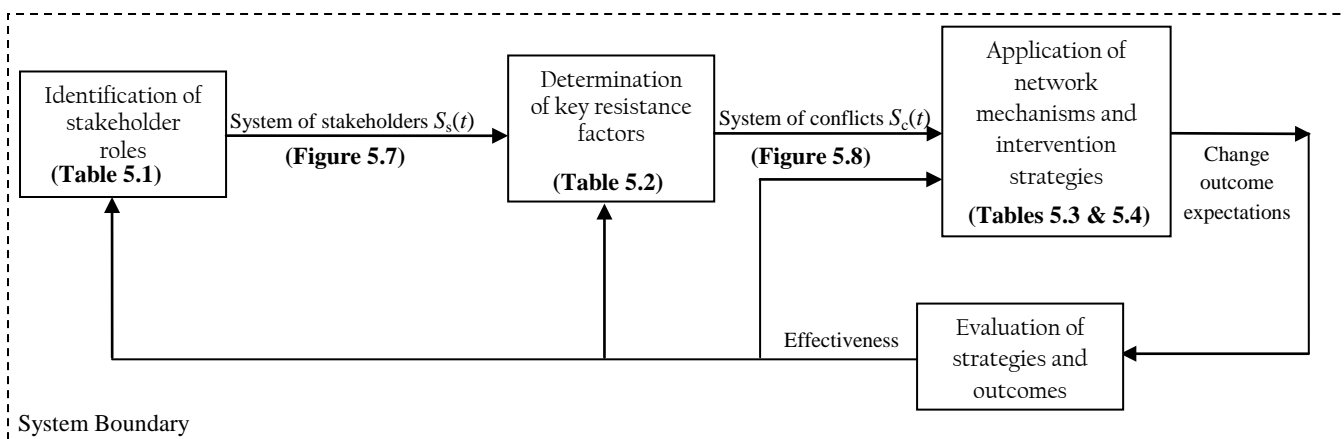 Identification of
stakeholder
roles
(Table 5.1)
System of stakeholders Ss(t)
(Figure 5.7)
Determination
of key resistance
factors
(Table 5.2)
System of conflicts Sc(t)
(Figure 5.8)
Application of
network
mechanisms and
intervention
strategies
(Tables 5.3 & 5.4)
Change
outcome
expectations
Effectiveness
Evaluation of
strategies and
outcomes
System Boundary